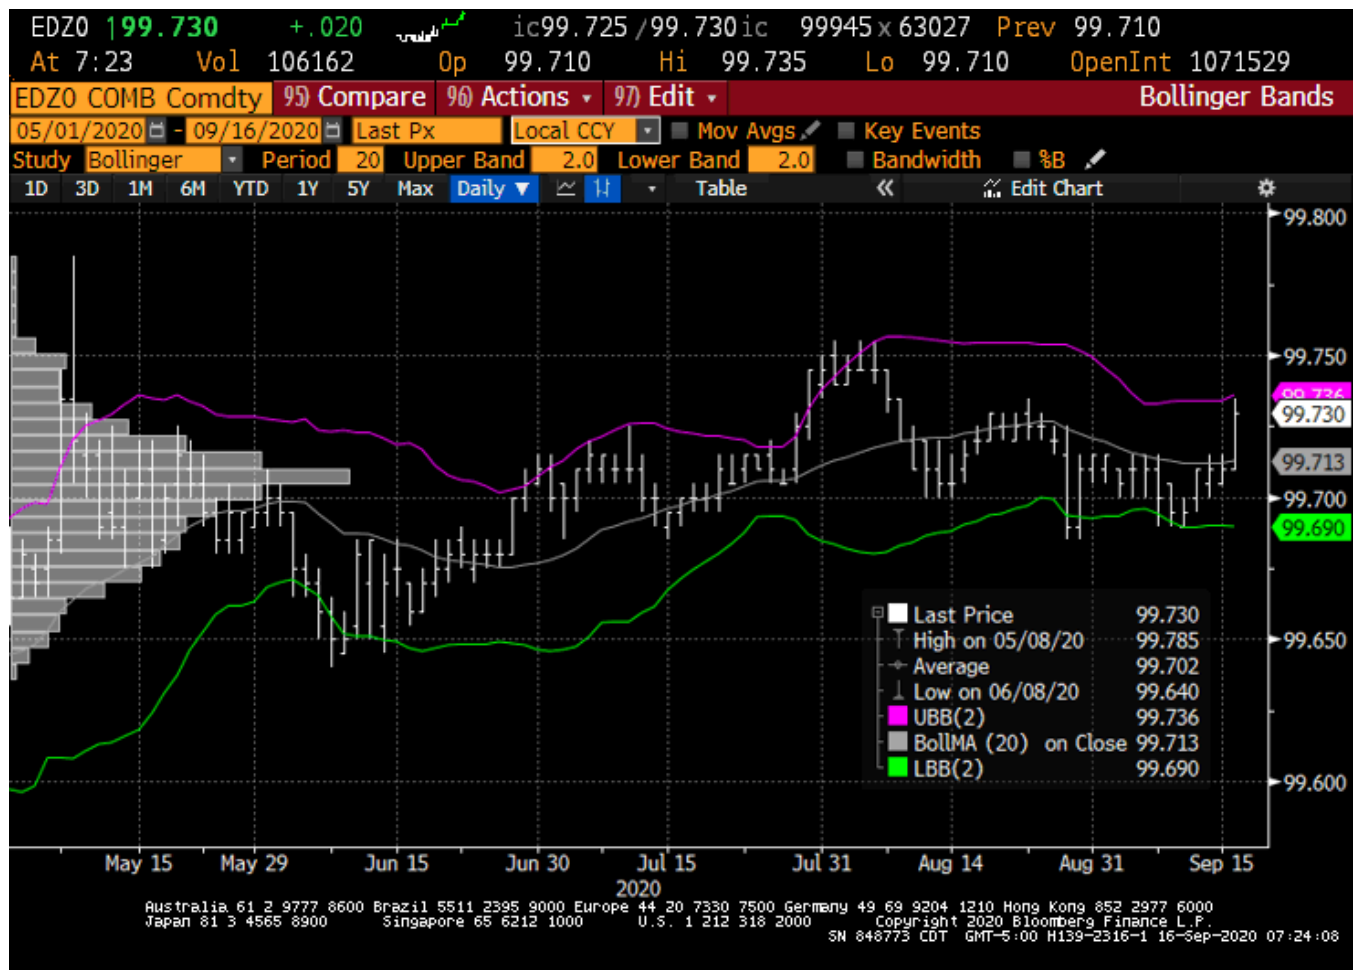 EDZ0 199.730 +.020 ic99.725/99.730ic 99945x63027 Prev 99.710
At 7:23 Vol 106162 Op 99.710 Hi 99.735 Lo 99.710 OpenInt 1071529
EDZ0 COMB Comdty 95) Compare 96) Actions 97) Edit Bollinger Bands
05/01/2020 - 09/16/2020 Last Px Local CCY Mov Avgs Key Events
Study Bollinger Period 20 Upper Band 2.0 Lower Band 2.0 Bandwidth %B
1D 3D 1M 6M YTD 1Y 5Y Max Daily ▼ Table « Edit Chart
99.800
99.750
99.736
99.730
99.713
99.700
99.690
99.650
99.600
Last Price 99.730
High on 05/08/20 99.785
Average 99.702
Low on 06/08/20 99.640
UBB(2) 99.736
BollMA (20) on Close 99.713
LBB(2) 99.690
May 15 May 29 Jun 15 Jun 30 Jul 15 Jul 31 Aug 14 Aug 31 Sep 15
2020
Australia 61 2 9777 8600 Brazil 5511 2395 9000 Europe 44 20 7330 7500 Germany 49 69 9204 1210 Hong Kong 852 2977 6000
Japan 81 3 4565 8900 Singapore 65 6212 1000 U.S. 1 212 318 2000 Copyright 2020 Bloomberg Finance L.P.
SN 848773 CDT GMT-5:00 H139-2316-1 16-Sep-2020 07:24:08